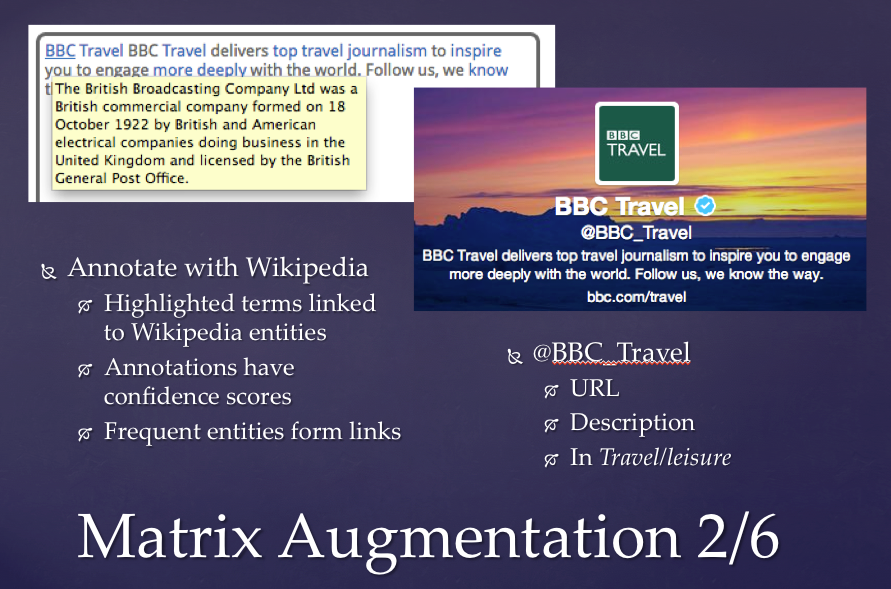 BBC Travel BBC Travel delivers top travel journalism to inspire
you to engage more deeply with the world. Follow us, we know
The British Broadcasting Company Ltd was a
British commercial company formed on 18
October 1922 by British and American
electrical companies doing business in the
United Kingdom and licensed by the British
General Post Office.
BBC
TRAVEL
BBC Travel
@BBC_Travel
BBC Travel delivers top travel journalism to inspire you to engage
more deeply with the world. Follow us, we know the way.
bbc.com/travel
Annotate with Wikipedia
Highlighted terms linked
to Wikipedia entities
Annotations have
confidence scores
Frequent entities form links
@BBC_Travel
URL
Description
In Travel/leisure
Matrix Augmentation 2/6